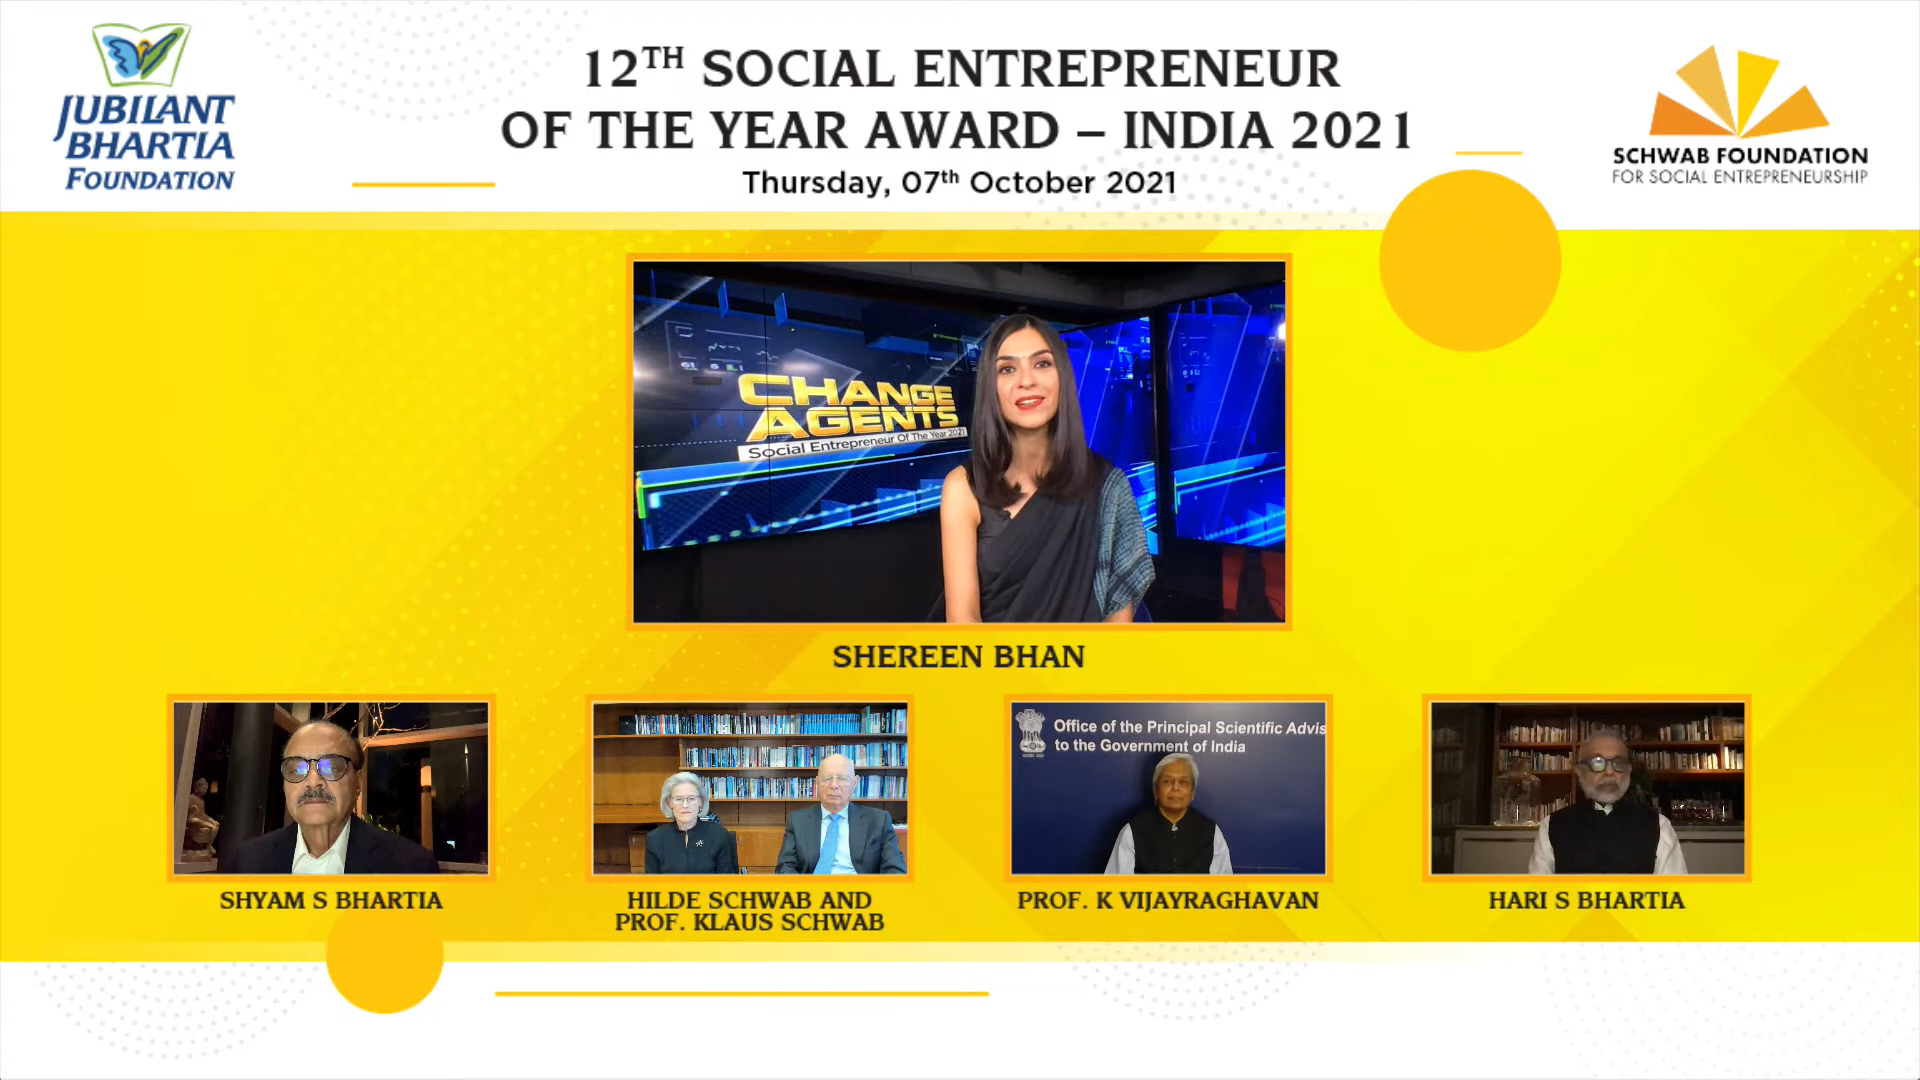 JUBILANT
BHARTIA
FOUNDATION
12TH SOCIAL ENTREPRENEUR
OF THE YEAR AWARD – INDIA 2021
Thursday, 07th October 2021
SCHWAB FOUNDATION
FOR SOCIAL ENTREPRENEURSHIP
CHANGE
AGENTS
Social Entrepreneur Of The Year 2021
SHEREEN BHAN
Office of the Principal Scientific Advis
to the Government of India
SHYAM S BHARTIA
HILDE SCHWAB AND
PROF. KLAUS SCHWAB
PROF. K VIJAYRAGHAVAN
HARI S BHARTIA